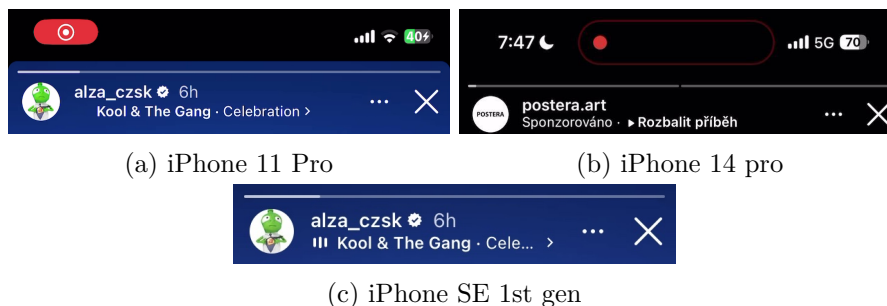 40
alza_czsk 6h
Kool & The Gang · Celebration >
(a) iPhone 11 Pro
7:47 5G 70
POSTERA
postera.art
Sponzorováno · Rozbalit příběh
(b) iPhone 14 pro
alza_czsk 6h
Kool & The Gang · Cele... >
(c) iPhone SE 1st gen